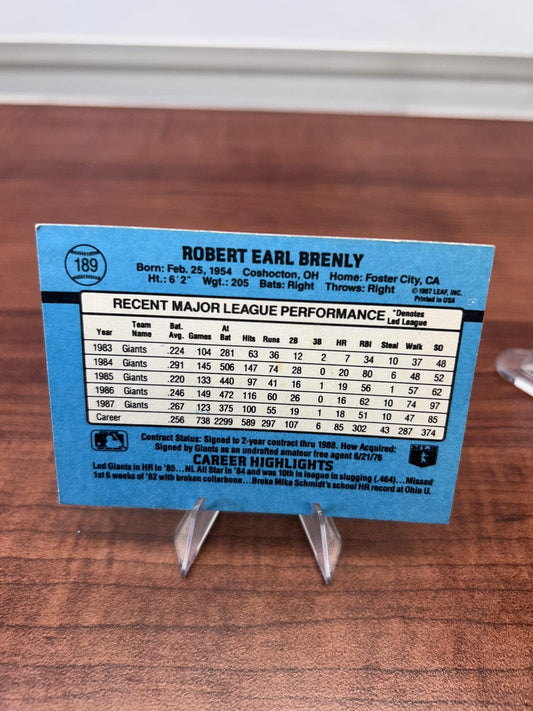 189
ROBERT EARL BRENLY
Born: Feb. 25, 1954 Coshocton, OH Home: Foster City, CA
Ht.: 6'2" Wgt.: 205 Bats: Right Throws: Right
© 1987 LEAF, INC.
Printed in USA
RECENT MAJOR LEAGUE PERFORMANCE *Denotes Led League
Year Team Name Bat. Avg. Games At Bat Hits Runs 2B 3B HR RBI Steal Walk SO
1983 Giants .224 104 281 63 36 12 2 7 34 10 37 48
1984 Giants .291 145 506 147 74 28 0 20 80 6 48 52
1985 Giants .220 133 440 97 41 16 1 19 56 1 57 62
1986 Giants .246 149 472 116 60 26 0 16 62 10 74 97
1987 Giants .267 123 375 100 55 19 1 18 51 10 47 85
Career .256 738 2299 589 297 107 6 85 302 43 287 374
Contract Status: Signed to 2-year contract thru 1988. How Acquired:
Signed by Giants as an undrafted amateur free agent 6/21/76
CAREER HIGHLIGHTS
Led Giants in HR in '85...NL All Star in '84 and was 10th in league in slugging (.464)...Missed
1st 6 weeks of '82 with broken collarbone...Broke Mike Schmidt's school HR record at Ohio U.